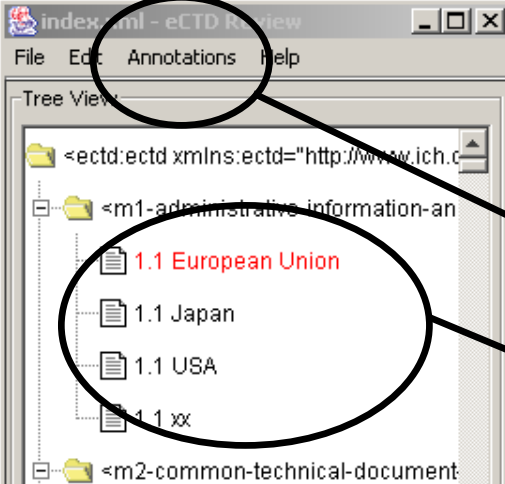 index.xml - eCTD Review
File Edit Annotations Help
Tree View
<ectd:ectd xmlns:ectd="http://www.ich.o
<m1-administrative-information-an
1.1 European Union
1.1 Japan
1.1 USA
1.1 xx
<m2-common-technical-document-